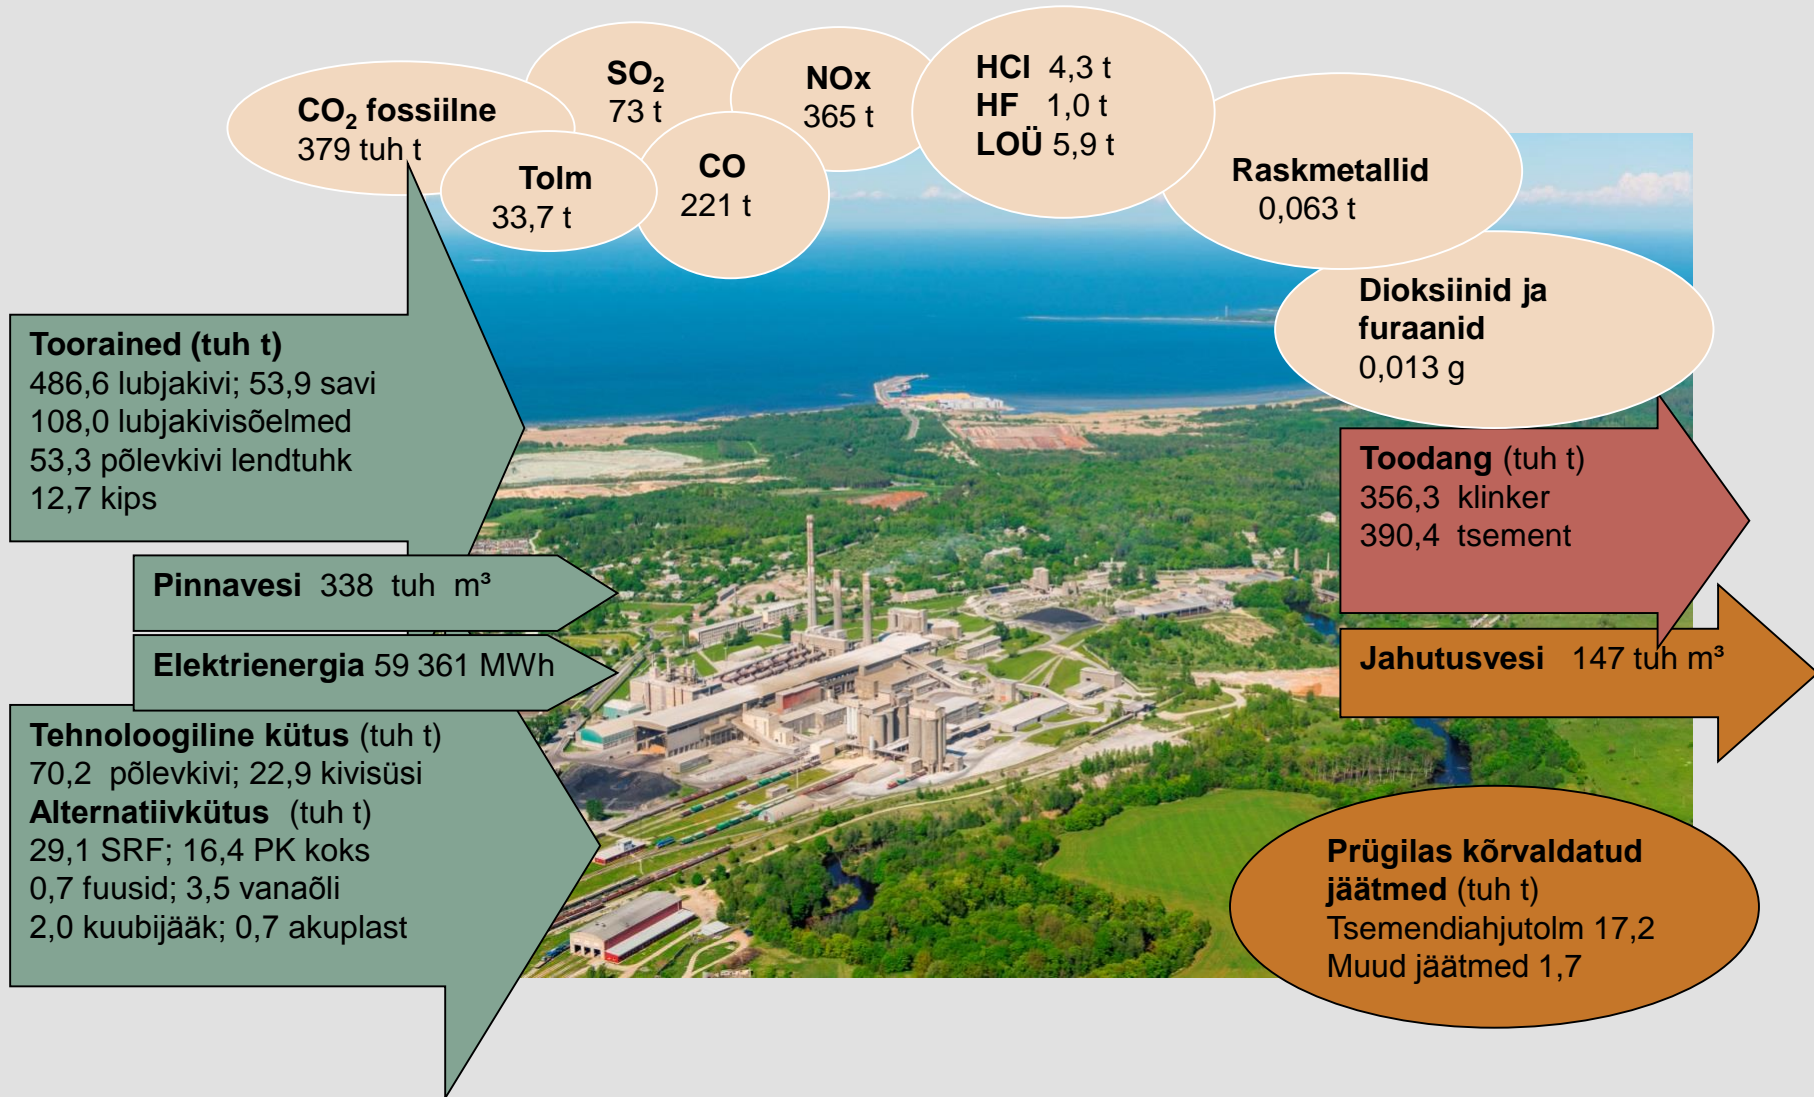 CO₂ fossiilne
379 tuh t
SO₂
73 t
NOx
365 t
HCl 4,3 t
HF 1,0 t
LOÜ 5,9 t
Tolm
33,7 t
CO
221 t
Raskmetallid
0,063 t
Dioksiinid ja
furaanid
0,013 g
Toorained (tuh t)
486,6 lubjakivi; 53,9 savi
108,0 lubjakivisõelmed
53,3 põlevkivi lendtuhk
12,7 kips
Pinnavesi 338 tuh m³
Elektrienergia 59 361 MWh
Tehnoloogiline kütus (tuh t)
70,2 põlevkivi; 22,9 kivisüsi
Alternatiivkütus (tuh t)
29,1 SRF; 16,4 PK koks
0,7 fuusid; 3,5 vanaõli
2,0 kuubijääk; 0,7 akuplast
Toodang (tuh t)
356,3 klinker
390,4 tsement
Jahutusvesi 147 tuh m³
Prügilas kõrvaldatud
jäätmed (tuh t)
Tsemendiahjutolm 17,2
Muud jäätmed 1,7